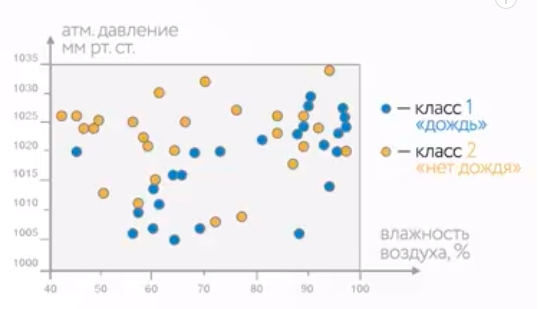 атм. давление
мм рт. ст.
1035
1030
1025
1020
1015
1010
1005
1000
40 50 60 70 80 90 100
— класс 1
«дождь»
— класс 2
«нет дождя»
влажность
воздуха, %